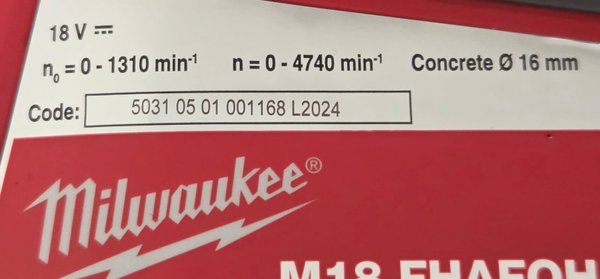 18 V ⎓
n₀ = 0 - 1310 min⁻¹ n = 0 - 4740 min⁻¹ Concrete Ø 16 mm
Code: 5031 05 01 001168 L2024
Milwaukee®
M18